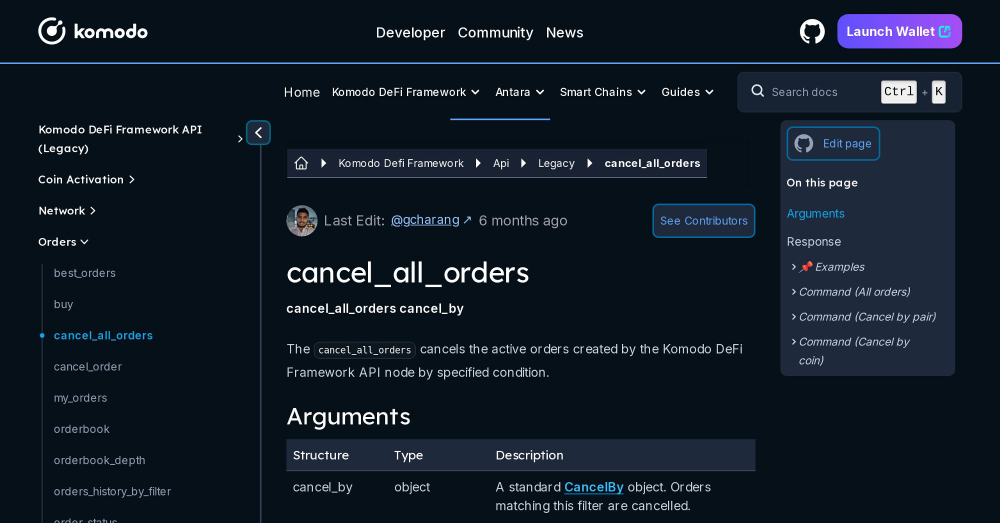 komodo
Developer Community News
Launch Wallet
Home Komodo DeFi Framework Antara Smart Chains Guides
Search docs Ctrl + K
Komodo DeFi Framework API
(Legacy)
Coin Activation
Network
Orders
best_orders
buy
cancel_all_orders
cancel_order
my_orders
orderbook
orderbook_depth
orders_history_by_filter
order_status
Komodo Defi Framework Api Legacy cancel_all_orders
Last Edit: @gcharang ↗ 6 months ago
See Contributors
cancel_all_orders
cancel_all_orders cancel_by
The cancel_all_orders cancels the active orders created by the Komodo DeFi
Framework API node by specified condition.
Arguments
Structure Type Description
cancel_by object A standard CancelBy object. Orders
matching this filter are cancelled.
Edit page
On this page
Arguments
Response
📌 Examples
Command (All orders)
Command (Cancel by pair)
Command (Cancel by
coin)